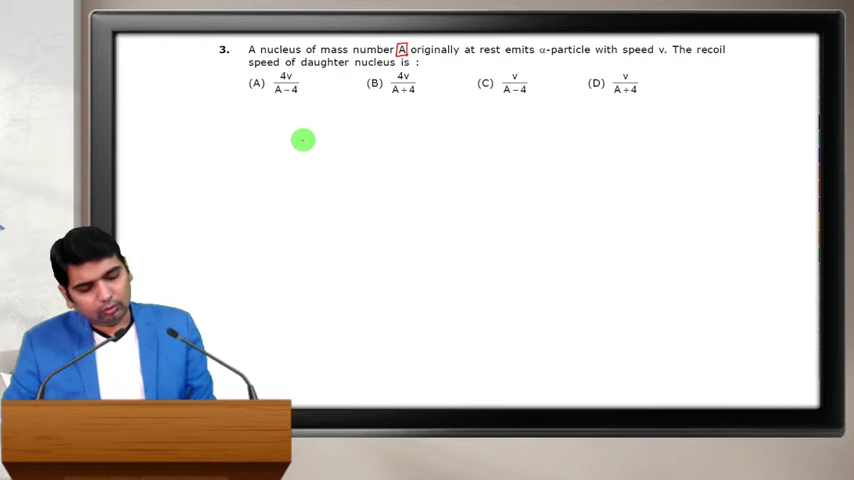 3. A nucleus of mass number A originally at rest emits α-particle with speed v. The recoil
speed of daughter nucleus is :
(A) 4v/(A − 4) (B) 4v/(A + 4) (C) v/(A − 4) (D) v/(A + 4)